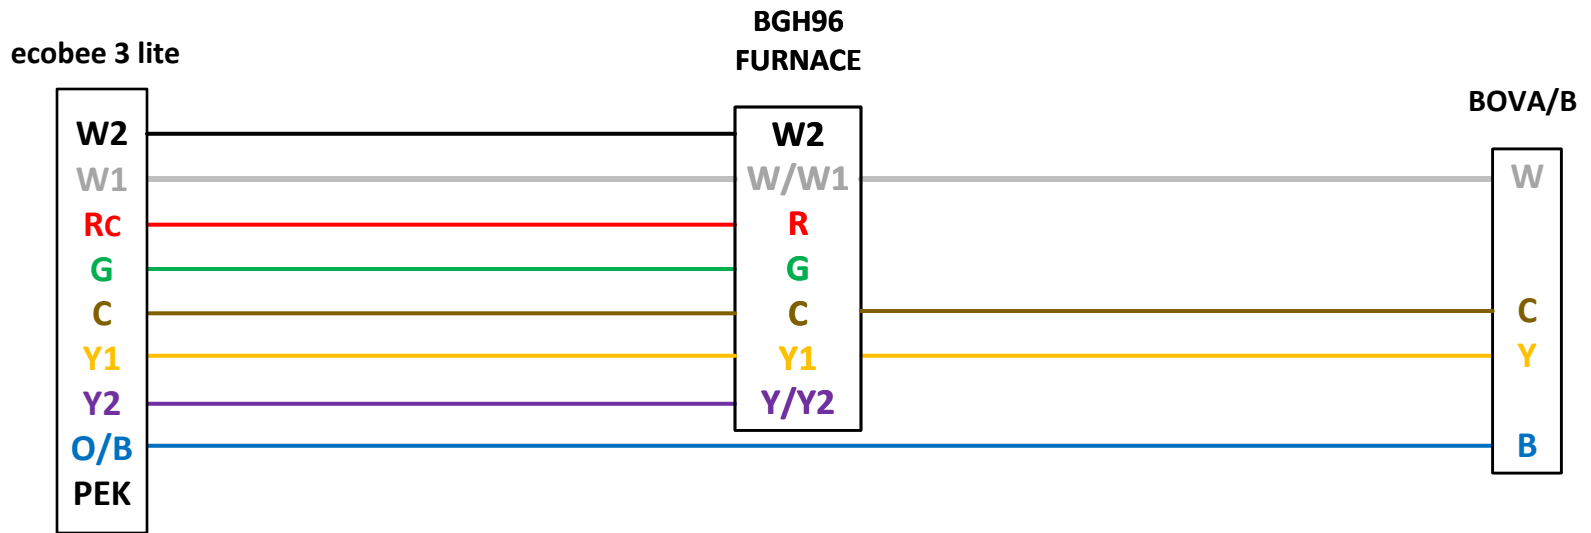 ecobee 3 lite
W2
W1
RC
G
C
Y1
Y2
O/B
PEK
BGH96
FURNACE
W2
W/W1
R
G
C
Y1
Y/Y2
BOVA/B
W
C
Y
B